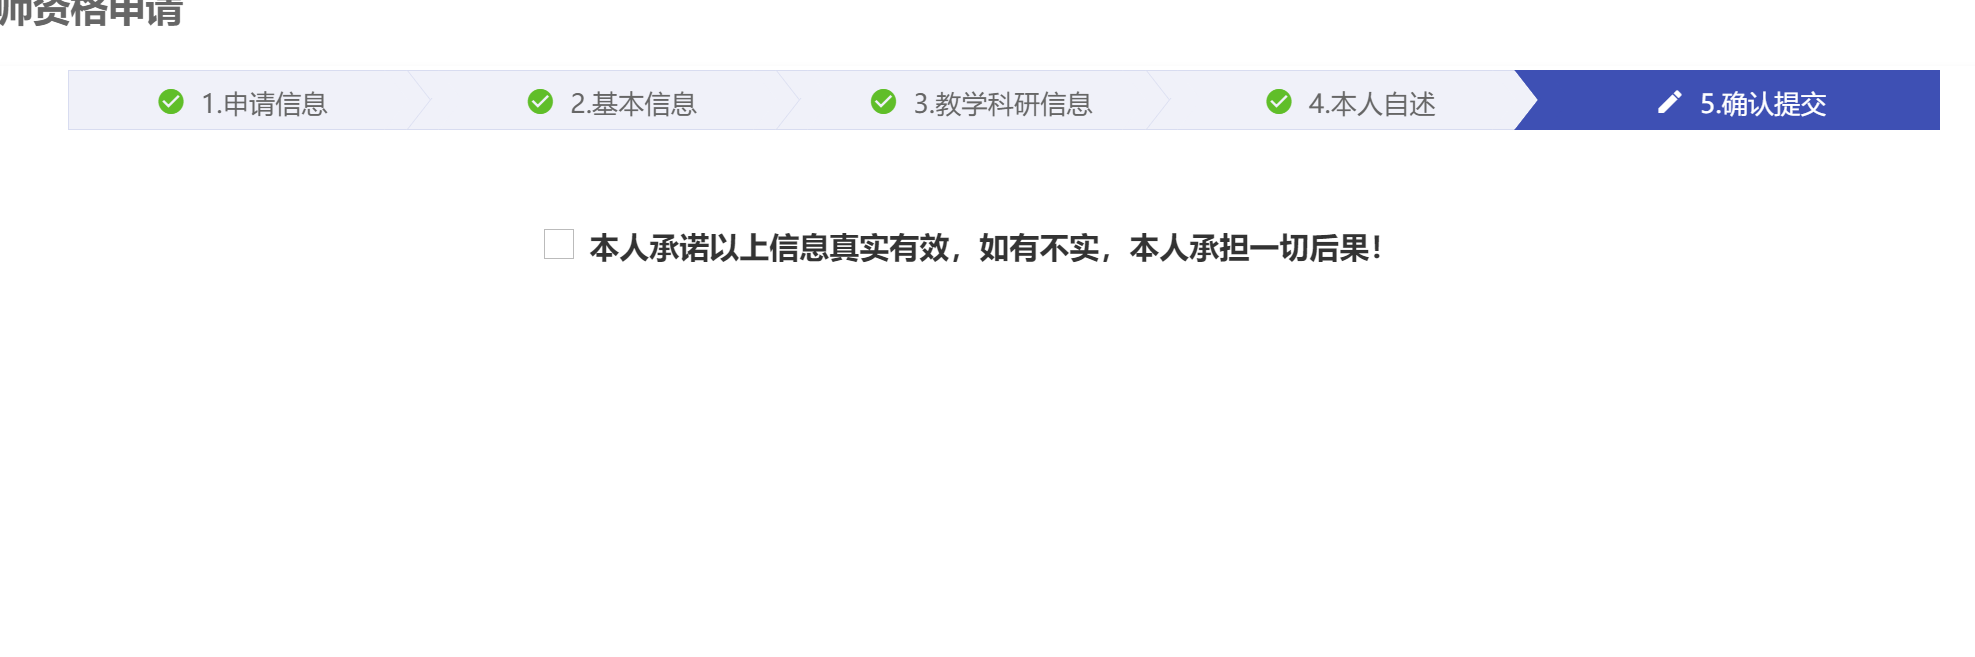 师资格申请
1.申请信息
2.基本信息
3.教学科研信息
4.本人自述
5.确认提交
本人承诺以上信息真实有效，如有不实，本人承担一切后果！